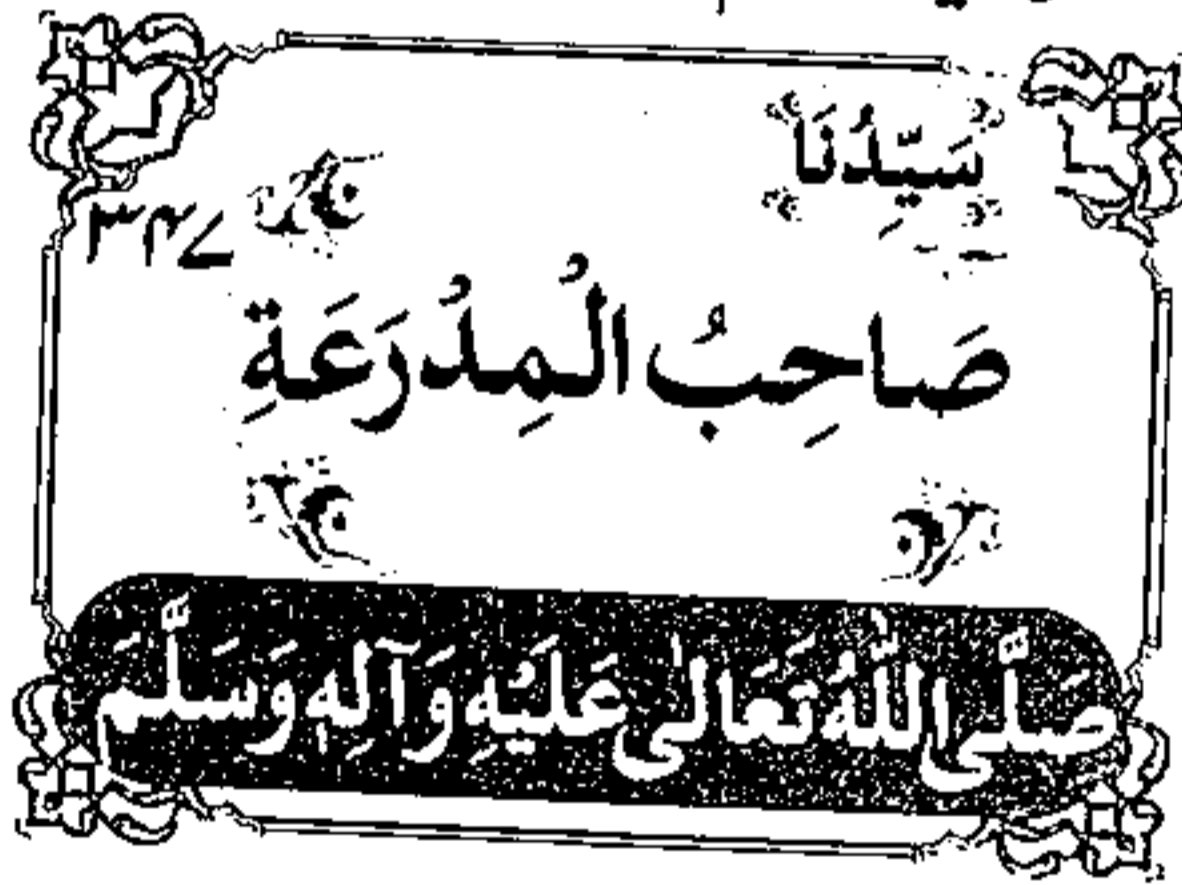 سَيِّدُنَا
۳۴۷
صَاحِبُ الْمِدْرَعَةِ
صَلَّى اللّٰهُ تَعَالٰى عَلَيْهِ وَآلِهٖ وَسَلَّمَ